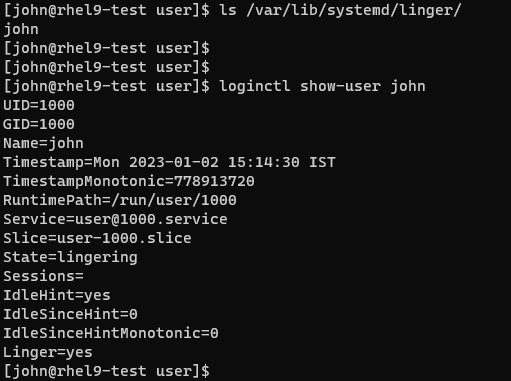 [john@rhel9-test user]$ ls /var/lib/systemd/linger/
john
[john@rhel9-test user]$
[john@rhel9-test user]$
[john@rhel9-test user]$ loginctl show-user john
UID=1000
GID=1000
Name=john
Timestamp=Mon 2023-01-02 15:14:30 IST
TimestampMonotonic=778913720
RuntimePath=/run/user/1000
Service=user@1000.service
Slice=user-1000.slice
State=lingering
Sessions=
IdleHint=yes
IdleSinceHint=0
IdleSinceHintMonotonic=0
Linger=yes
[john@rhel9-test user]$